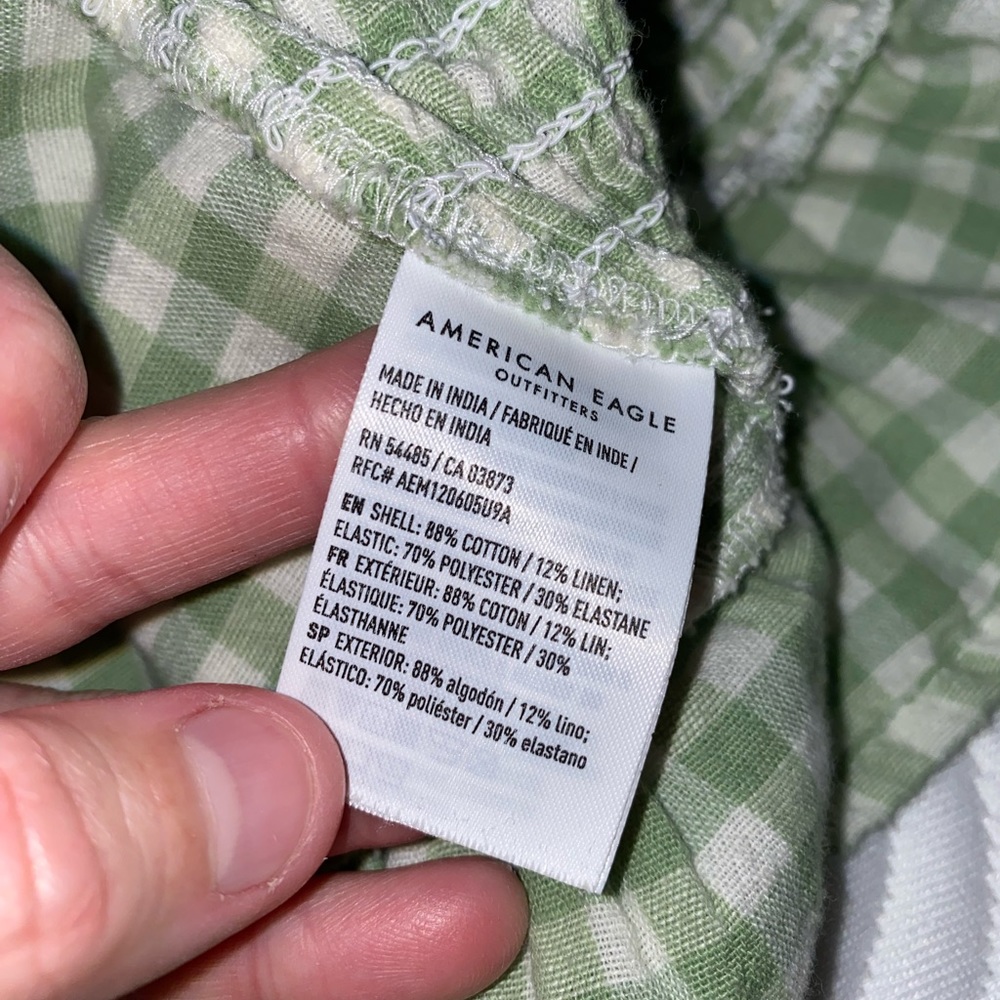 AMERICAN EAGLE
OUTFITTERS
MADE IN INDIA / FABRIQUÉ EN INDE /
HECHO EN INDIA
RN 54485 / CA 03873
RFC# AEM120605U9A
EN SHELL: 88% COTTON / 12% LINEN;
ELASTIC: 70% POLYESTER / 30% ELASTANE
FR EXTÉRIEUR: 88% COTON / 12% LIN;
ÉLASTIQUE: 70% POLYESTER / 30%
ÉLASTHANNE
SP EXTERIOR: 88% algodón / 12% lino;
ELÁSTICO: 70% poliéster / 30% elastano